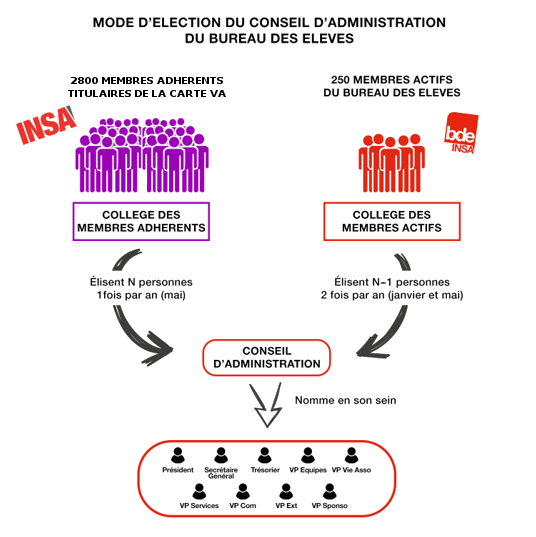 MODE D'ELECTION DU CONSEIL D'ADMINISTRATION
DU BUREAU DES ELEVES
2800 MEMBRES ADHERENTS
TITULAIRES DE LA CARTE VA
250 MEMBRES ACTIFS
DU BUREAU DES ELEVES
INSA
bde
INSA
COLLEGE DES
MEMBRES ADHERENTS
COLLEGE DES
MEMBRES ACTIFS
Élisent N personnes
1fois par an (mai)
Élisent N-1 personnes
2 fois par an (janvier et mai)
CONSEIL
D'ADMINISTRATION
Nomme en son sein
Président
Secrétaire
Général
Trésorier
VP Equipes
VP Vie Asso
VP Services
VP Com
VP Ext
VP Sponso